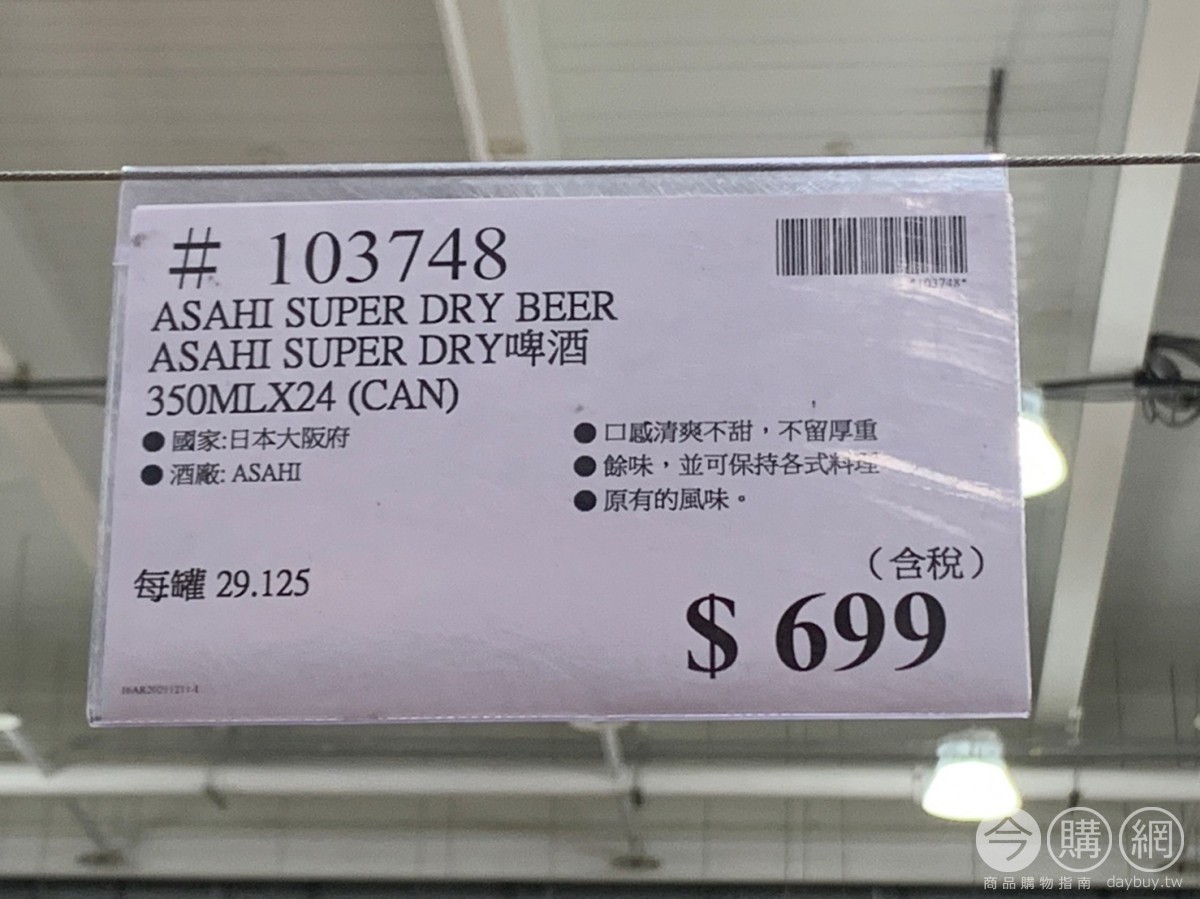 # 103748
*103748*
ASAHI SUPER DRY BEER
ASAHI SUPER DRY啤酒
350MLX24 (CAN)
● 國家:日本大阪府
● 酒廠: ASAHI
● 口感清爽不甜，不留厚重
● 餘味，並可保持各式料理
● 原有的風味。
每罐 29.125
（含稅）
$ 699
今購網
商品購物指南 daybuy.tw